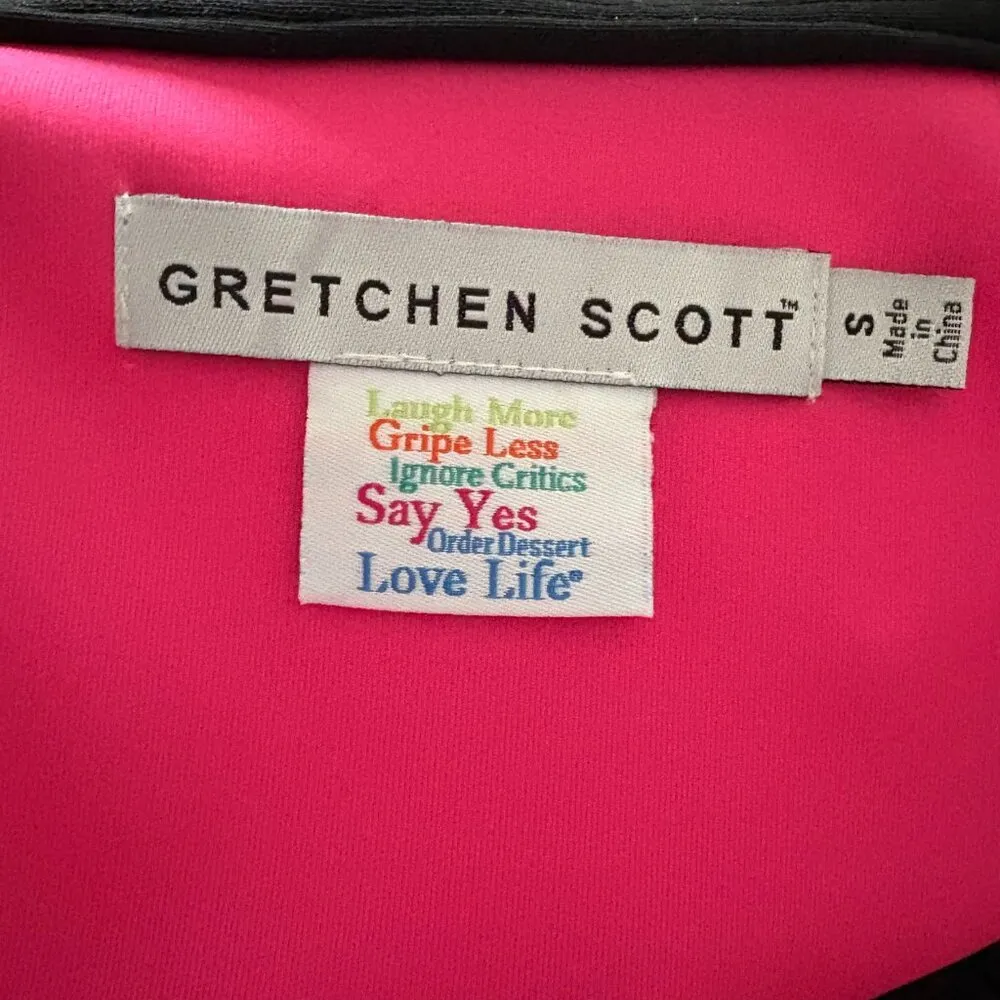 GRETCHEN SCOTT™
S
Made
in
China
Laugh More
Gripe Less
Ignore Critics
Say Yes
Order Dessert
Love Life®